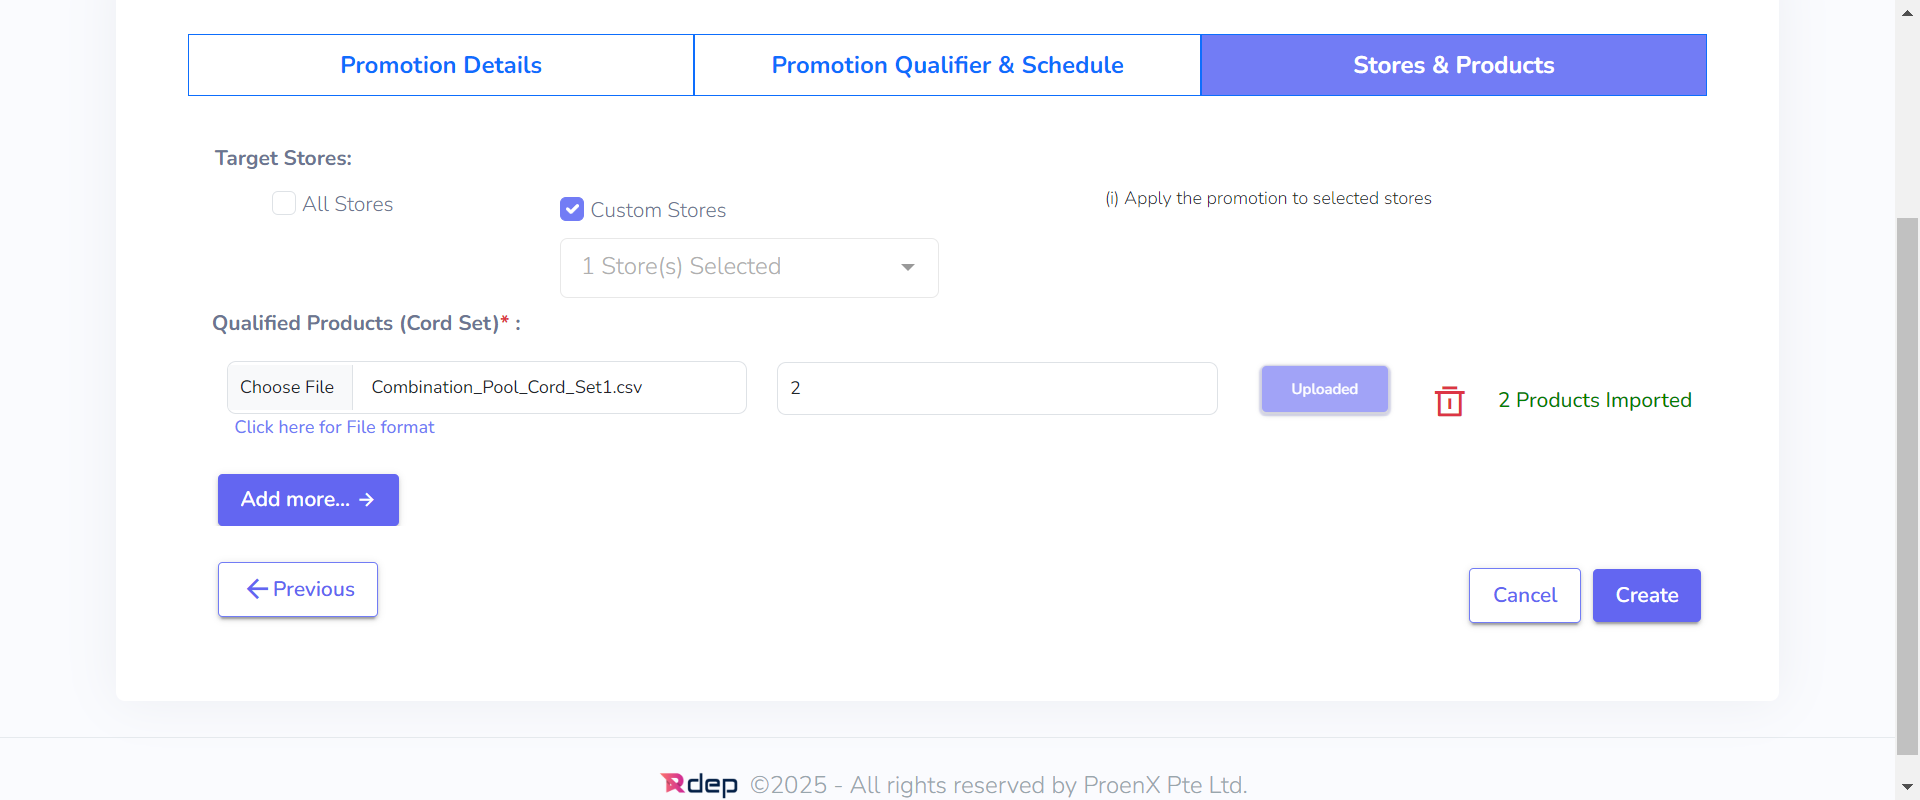 Promotion Details
Promotion Qualifier & Schedule
Stores & Products
Target Stores:
All Stores
Custom Stores
(i) Apply the promotion to selected stores
1 Store(s) Selected
Qualified Products (Cord Set)* :
Choose File
Combination_Pool_Cord_Set1.csv
2
Uploaded
2 Products Imported
Click here for File format
Add more... →
← Previous
Cancel
Create
Rdep ©2025 - All rights reserved by ProenX Pte Ltd.